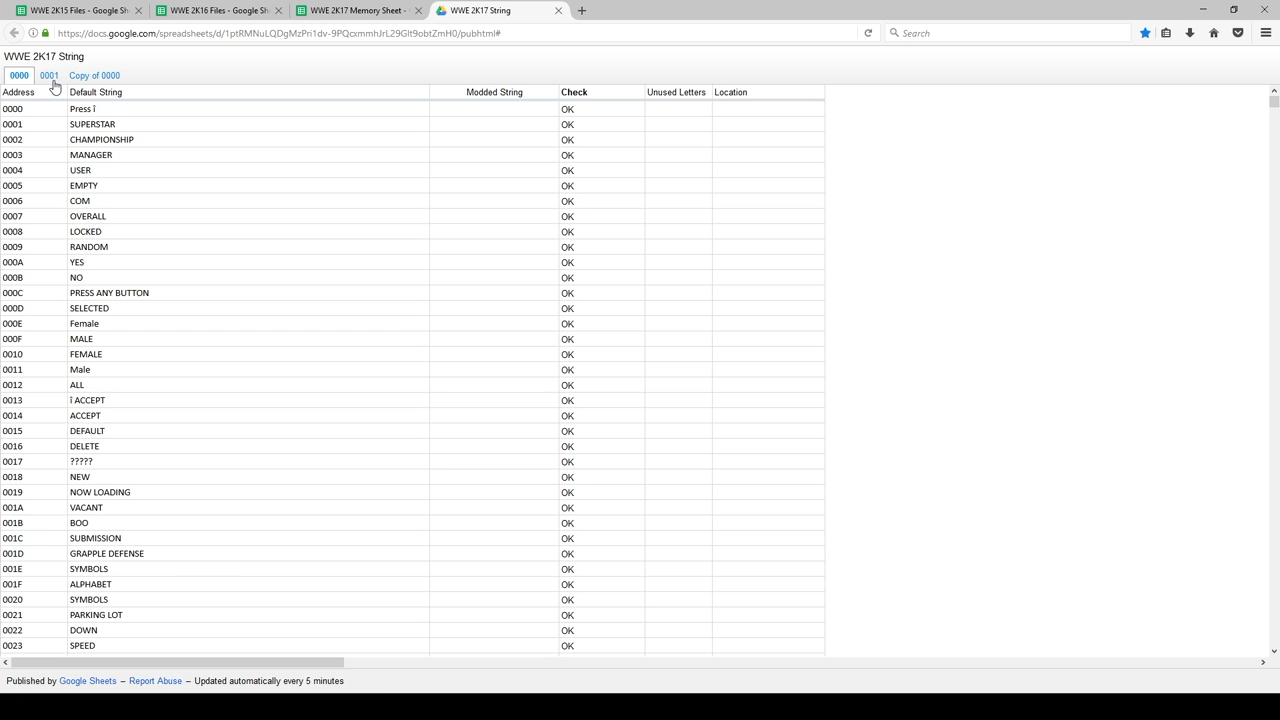 WWE 2K15 Files - Google Sh
WWE 2K16 Files - Google Sh
WWE 2K17 Memory Sheet -
WWE 2K17 String
https://docs.google.com/spreadsheets/d/1ptRMNuLQDgMzPri1dv-9PQcxmmhJrL29Glt9obtZmH0/pubhtml#
Search
WWE 2K17 String
0000 0001 Copy of 0000
Address Default String Modded String Check Unused Letters Location
0000 Press î OK
0001 SUPERSTAR OK
0002 CHAMPIONSHIP OK
0003 MANAGER OK
0004 USER OK
0005 EMPTY OK
0006 COM OK
0007 OVERALL OK
0008 LOCKED OK
0009 RANDOM OK
000A YES OK
000B NO OK
000C PRESS ANY BUTTON OK
000D SELECTED OK
000E Female OK
000F MALE OK
0010 FEMALE OK
0011 Male OK
0012 ALL OK
0013 î ACCEPT OK
0014 ACCEPT OK
0015 DEFAULT OK
0016 DELETE OK
0017 ????? OK
0018 NEW OK
0019 NOW LOADING OK
001A VACANT OK
001B BOO OK
001C SUBMISSION OK
001D GRAPPLE DEFENSE OK
001E SYMBOLS OK
001F ALPHABET OK
0020 SYMBOLS OK
0021 PARKING LOT OK
0022 DOWN OK
0023 SPEED OK
Published by Google Sheets – Report Abuse – Updated automatically every 5 minutes